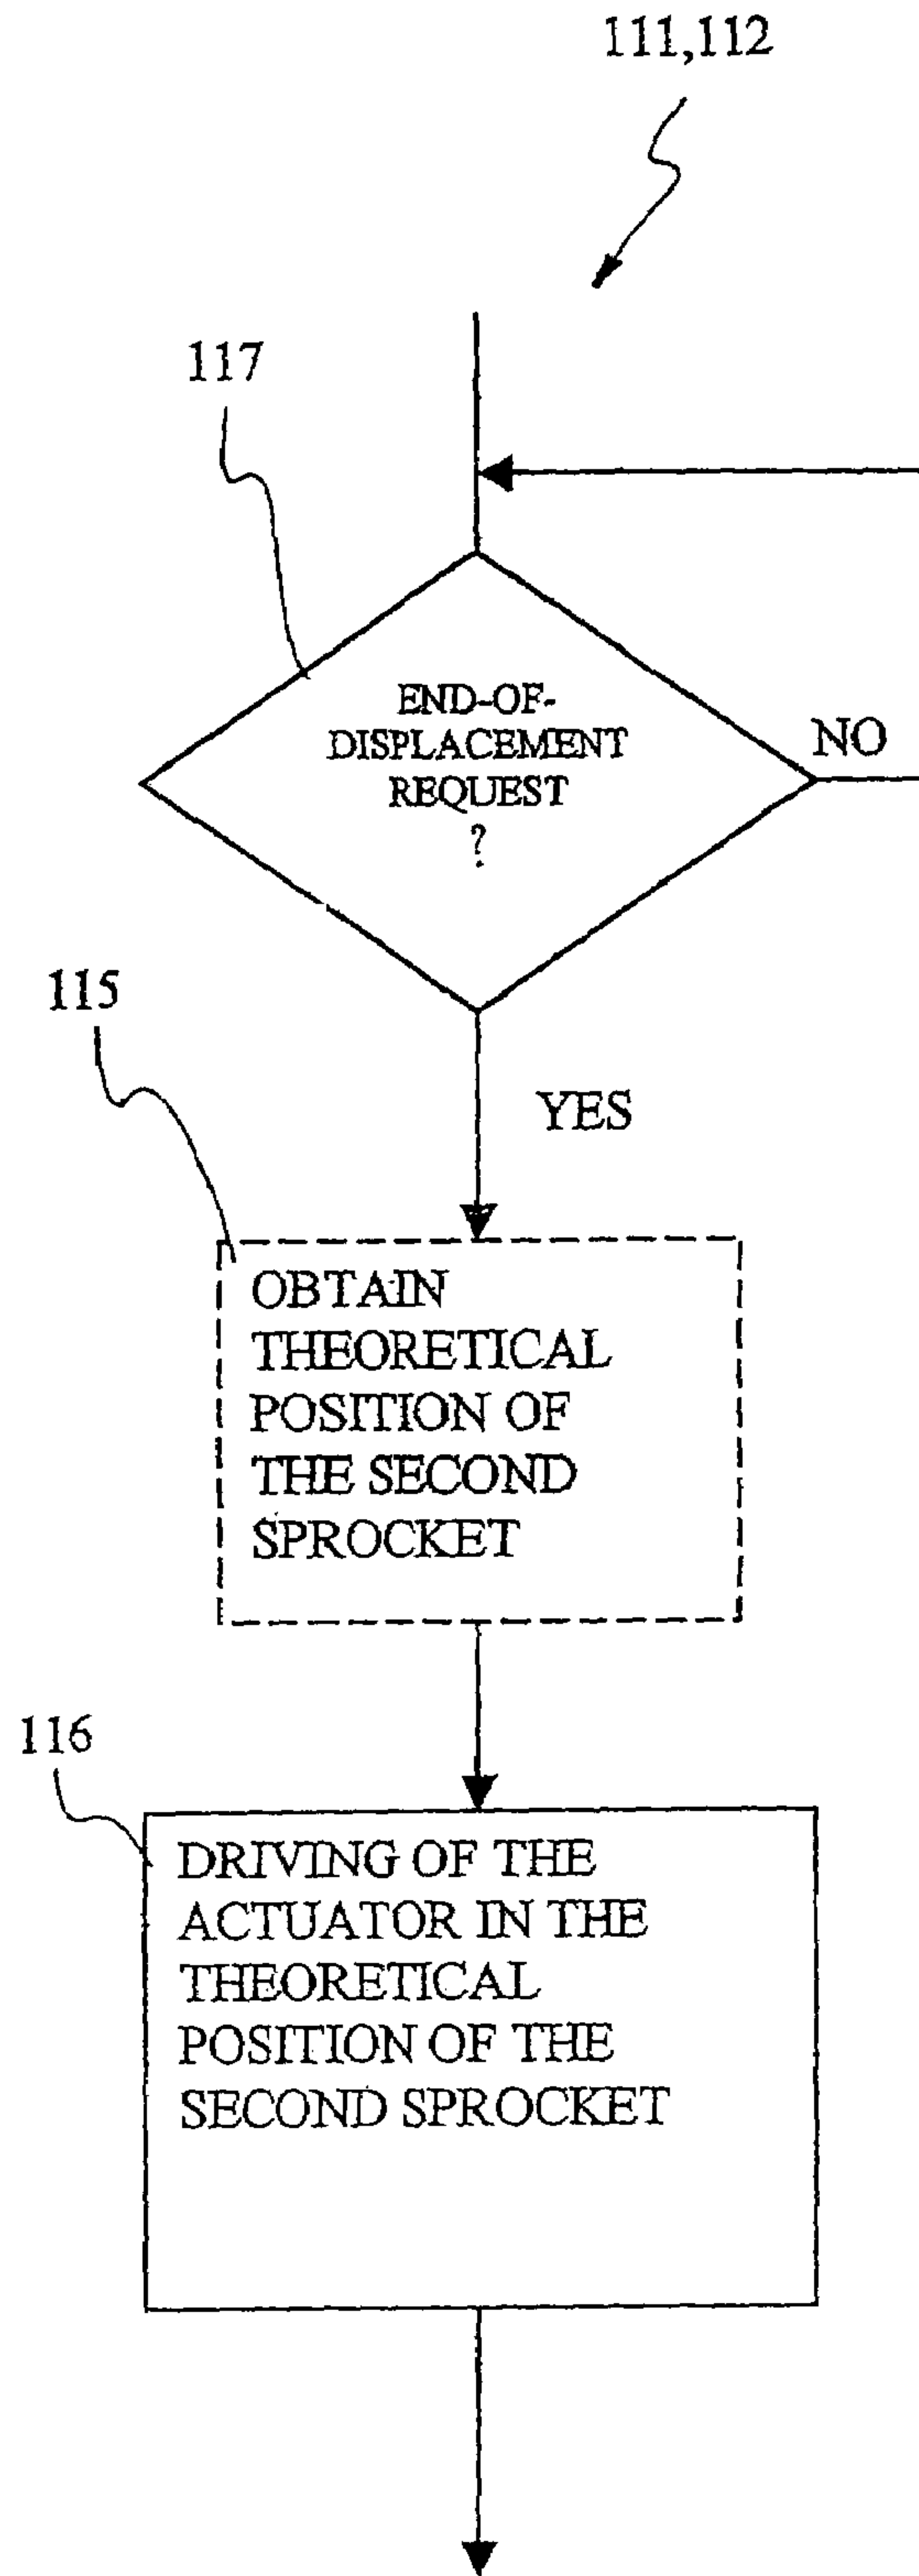 111,112
117
END-OF-
DISPLACEMENT
REQUEST
?
NO
115
YES
OBTAIN
THEORETICAL
POSITION OF
THE SECOND
SPROCKET
116
DRIVING OF THE
ACTUATOR IN THE
THEORETICAL
POSITION OF THE
SECOND SPROCKET